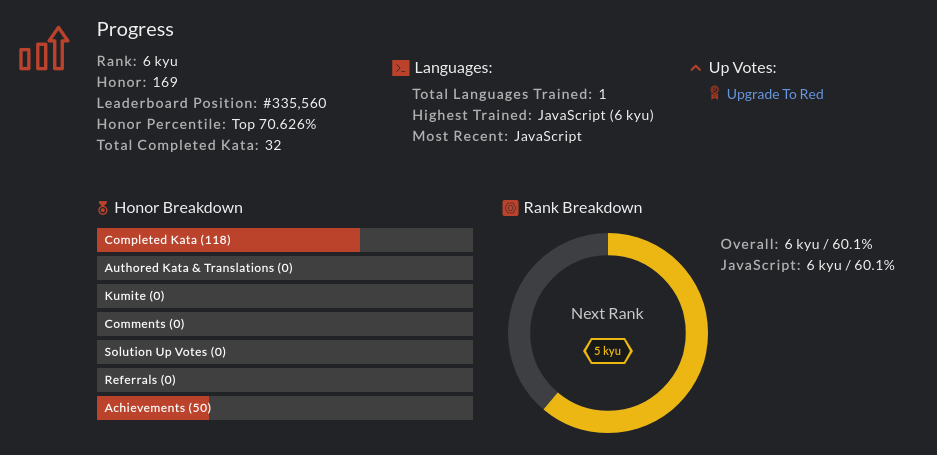 Progress
Rank: 6 kyu
Honor: 169
Leaderboard Position: #335,560
Honor Percentile: Top 70.626%
Total Completed Kata: 32
Languages:
Total Languages Trained: 1
Highest Trained: JavaScript (6 kyu)
Most Recent: JavaScript
Up Votes:
Upgrade To Red
Honor Breakdown
Completed Kata (118)
Authored Kata & Translations (0)
Kumite (0)
Comments (0)
Solution Up Votes (0)
Referrals (0)
Achievements (50)
Rank Breakdown
Next Rank
5 kyu
Overall: 6 kyu / 60.1%
JavaScript: 6 kyu / 60.1%